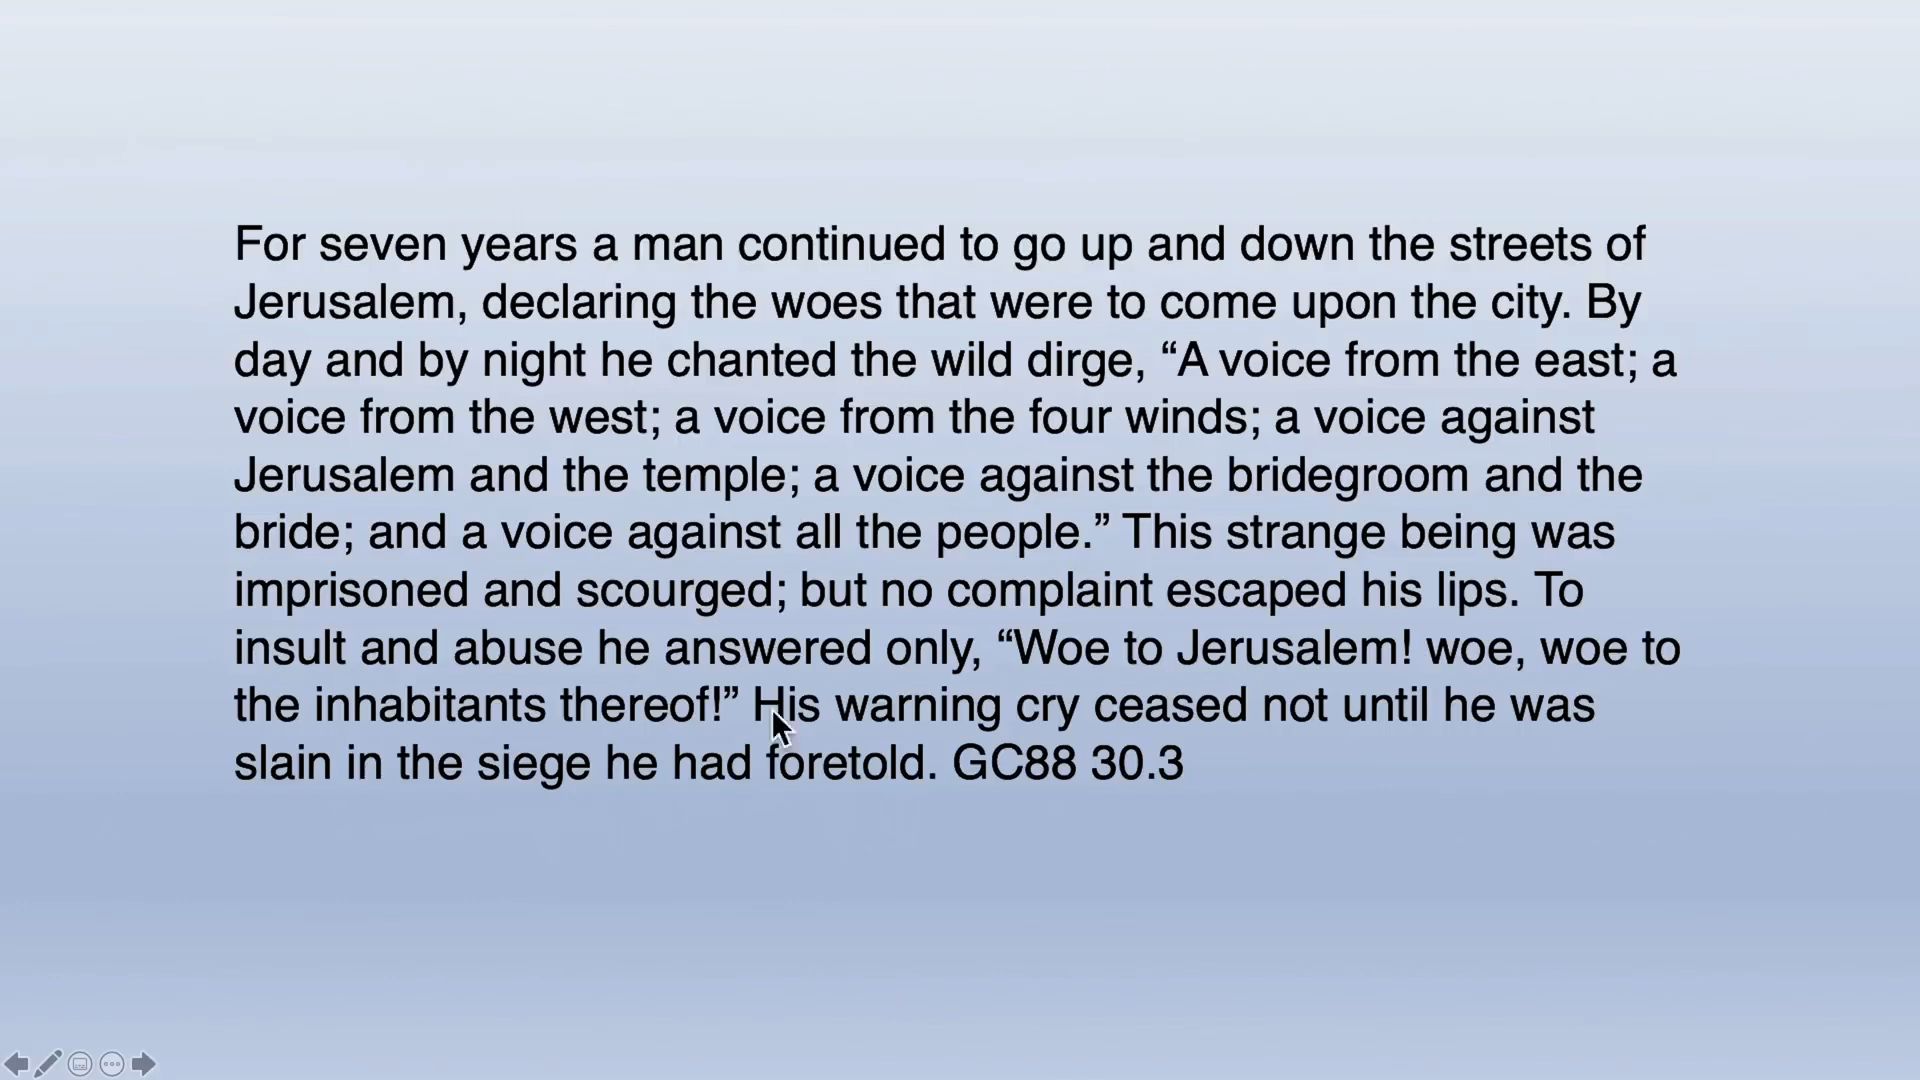 For seven years a man continued to go up and down the streets of
Jerusalem, declaring the woes that were to come upon the city. By
day and by night he chanted the wild dirge, “A voice from the east; a
voice from the west; a voice from the four winds; a voice against
Jerusalem and the temple; a voice against the bridegroom and the
bride; and a voice against all the people.” This strange being was
imprisoned and scourged; but no complaint escaped his lips. To
insult and abuse he answered only, “Woe to Jerusalem! woe, woe to
the inhabitants thereof!” His warning cry ceased not until he was
slain in the siege he had foretold. GC88 30.3